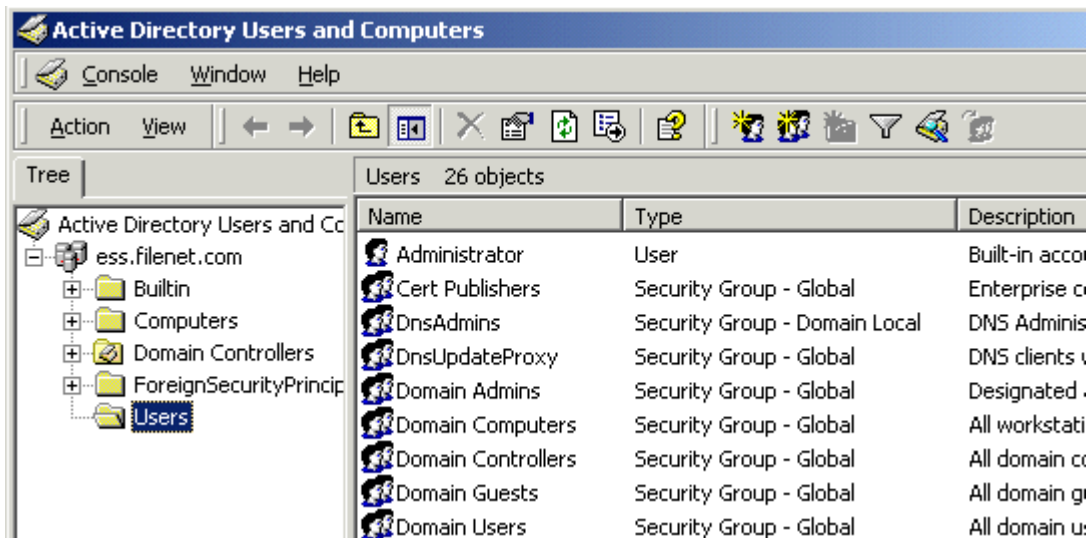 Active Directory Users and Computers
Console Window Help
Action View
Tree
Users 26 objects
Active Directory Users and Co
ess.filenet.com
Builtin
Computers
Domain Controllers
ForeignSecurityPrincip
Users
Name Type Description
Administrator User Built-in accou
Cert Publishers Security Group - Global Enterprise ce
DnsAdmins Security Group - Domain Local DNS Adminis
DnsUpdateProxy Security Group - Global DNS clients
Domain Admins Security Group - Global Designated
Domain Computers Security Group - Global All workstati
Domain Controllers Security Group - Global All domain co
Domain Guests Security Group - Global All domain gu
Domain Users Security Group - Global All domain us